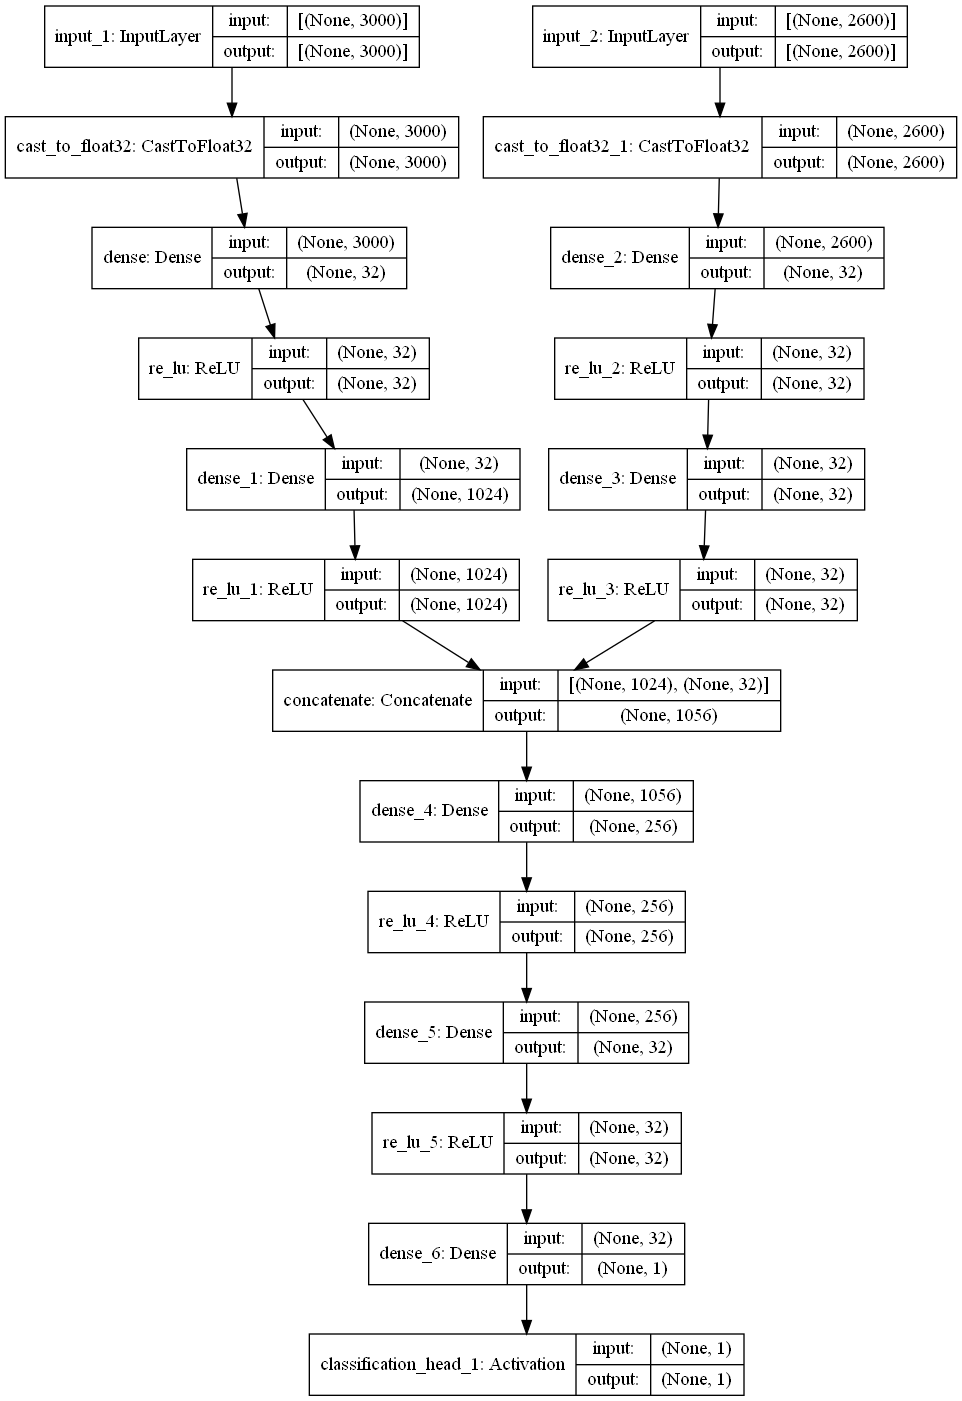 input_1: InputLayer
input: [(None, 3000)]
output: [(None, 3000)]
input_2: InputLayer
input: [(None, 2600)]
output: [(None, 2600)]
cast_to_float32: CastToFloat32
input: (None, 3000)
output: (None, 3000)
cast_to_float32_1: CastToFloat32
input: (None, 2600)
output: (None, 2600)
dense: Dense
input: (None, 3000)
output: (None, 32)
dense_2: Dense
input: (None, 2600)
output: (None, 32)
re_lu: ReLU
input: (None, 32)
output: (None, 32)
re_lu_2: ReLU
input: (None, 32)
output: (None, 32)
dense_1: Dense
input: (None, 32)
output: (None, 1024)
dense_3: Dense
input: (None, 32)
output: (None, 32)
re_lu_1: ReLU
input: (None, 1024)
output: (None, 1024)
re_lu_3: ReLU
input: (None, 32)
output: (None, 32)
concatenate: Concatenate
input: [(None, 1024), (None, 32)]
output: (None, 1056)
dense_4: Dense
input: (None, 1056)
output: (None, 256)
re_lu_4: ReLU
input: (None, 256)
output: (None, 256)
dense_5: Dense
input: (None, 256)
output: (None, 32)
re_lu_5: ReLU
input: (None, 32)
output: (None, 32)
dense_6: Dense
input: (None, 32)
output: (None, 1)
classification_head_1: Activation
input: (None, 1)
output: (None, 1)